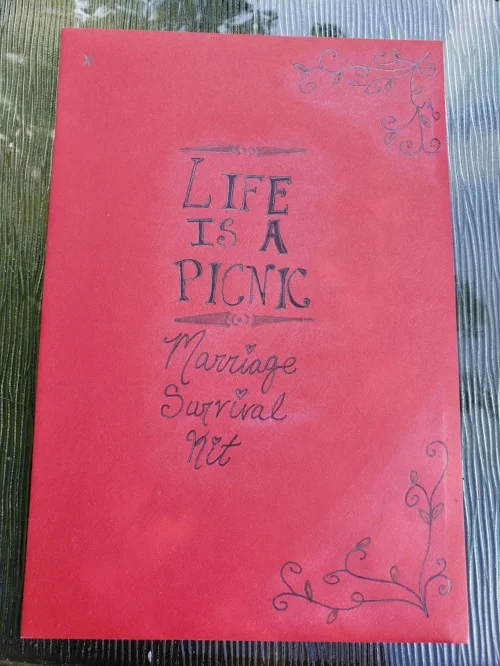 x
LIFE
IS A
PICNIC
Marriage
Survival
Kit